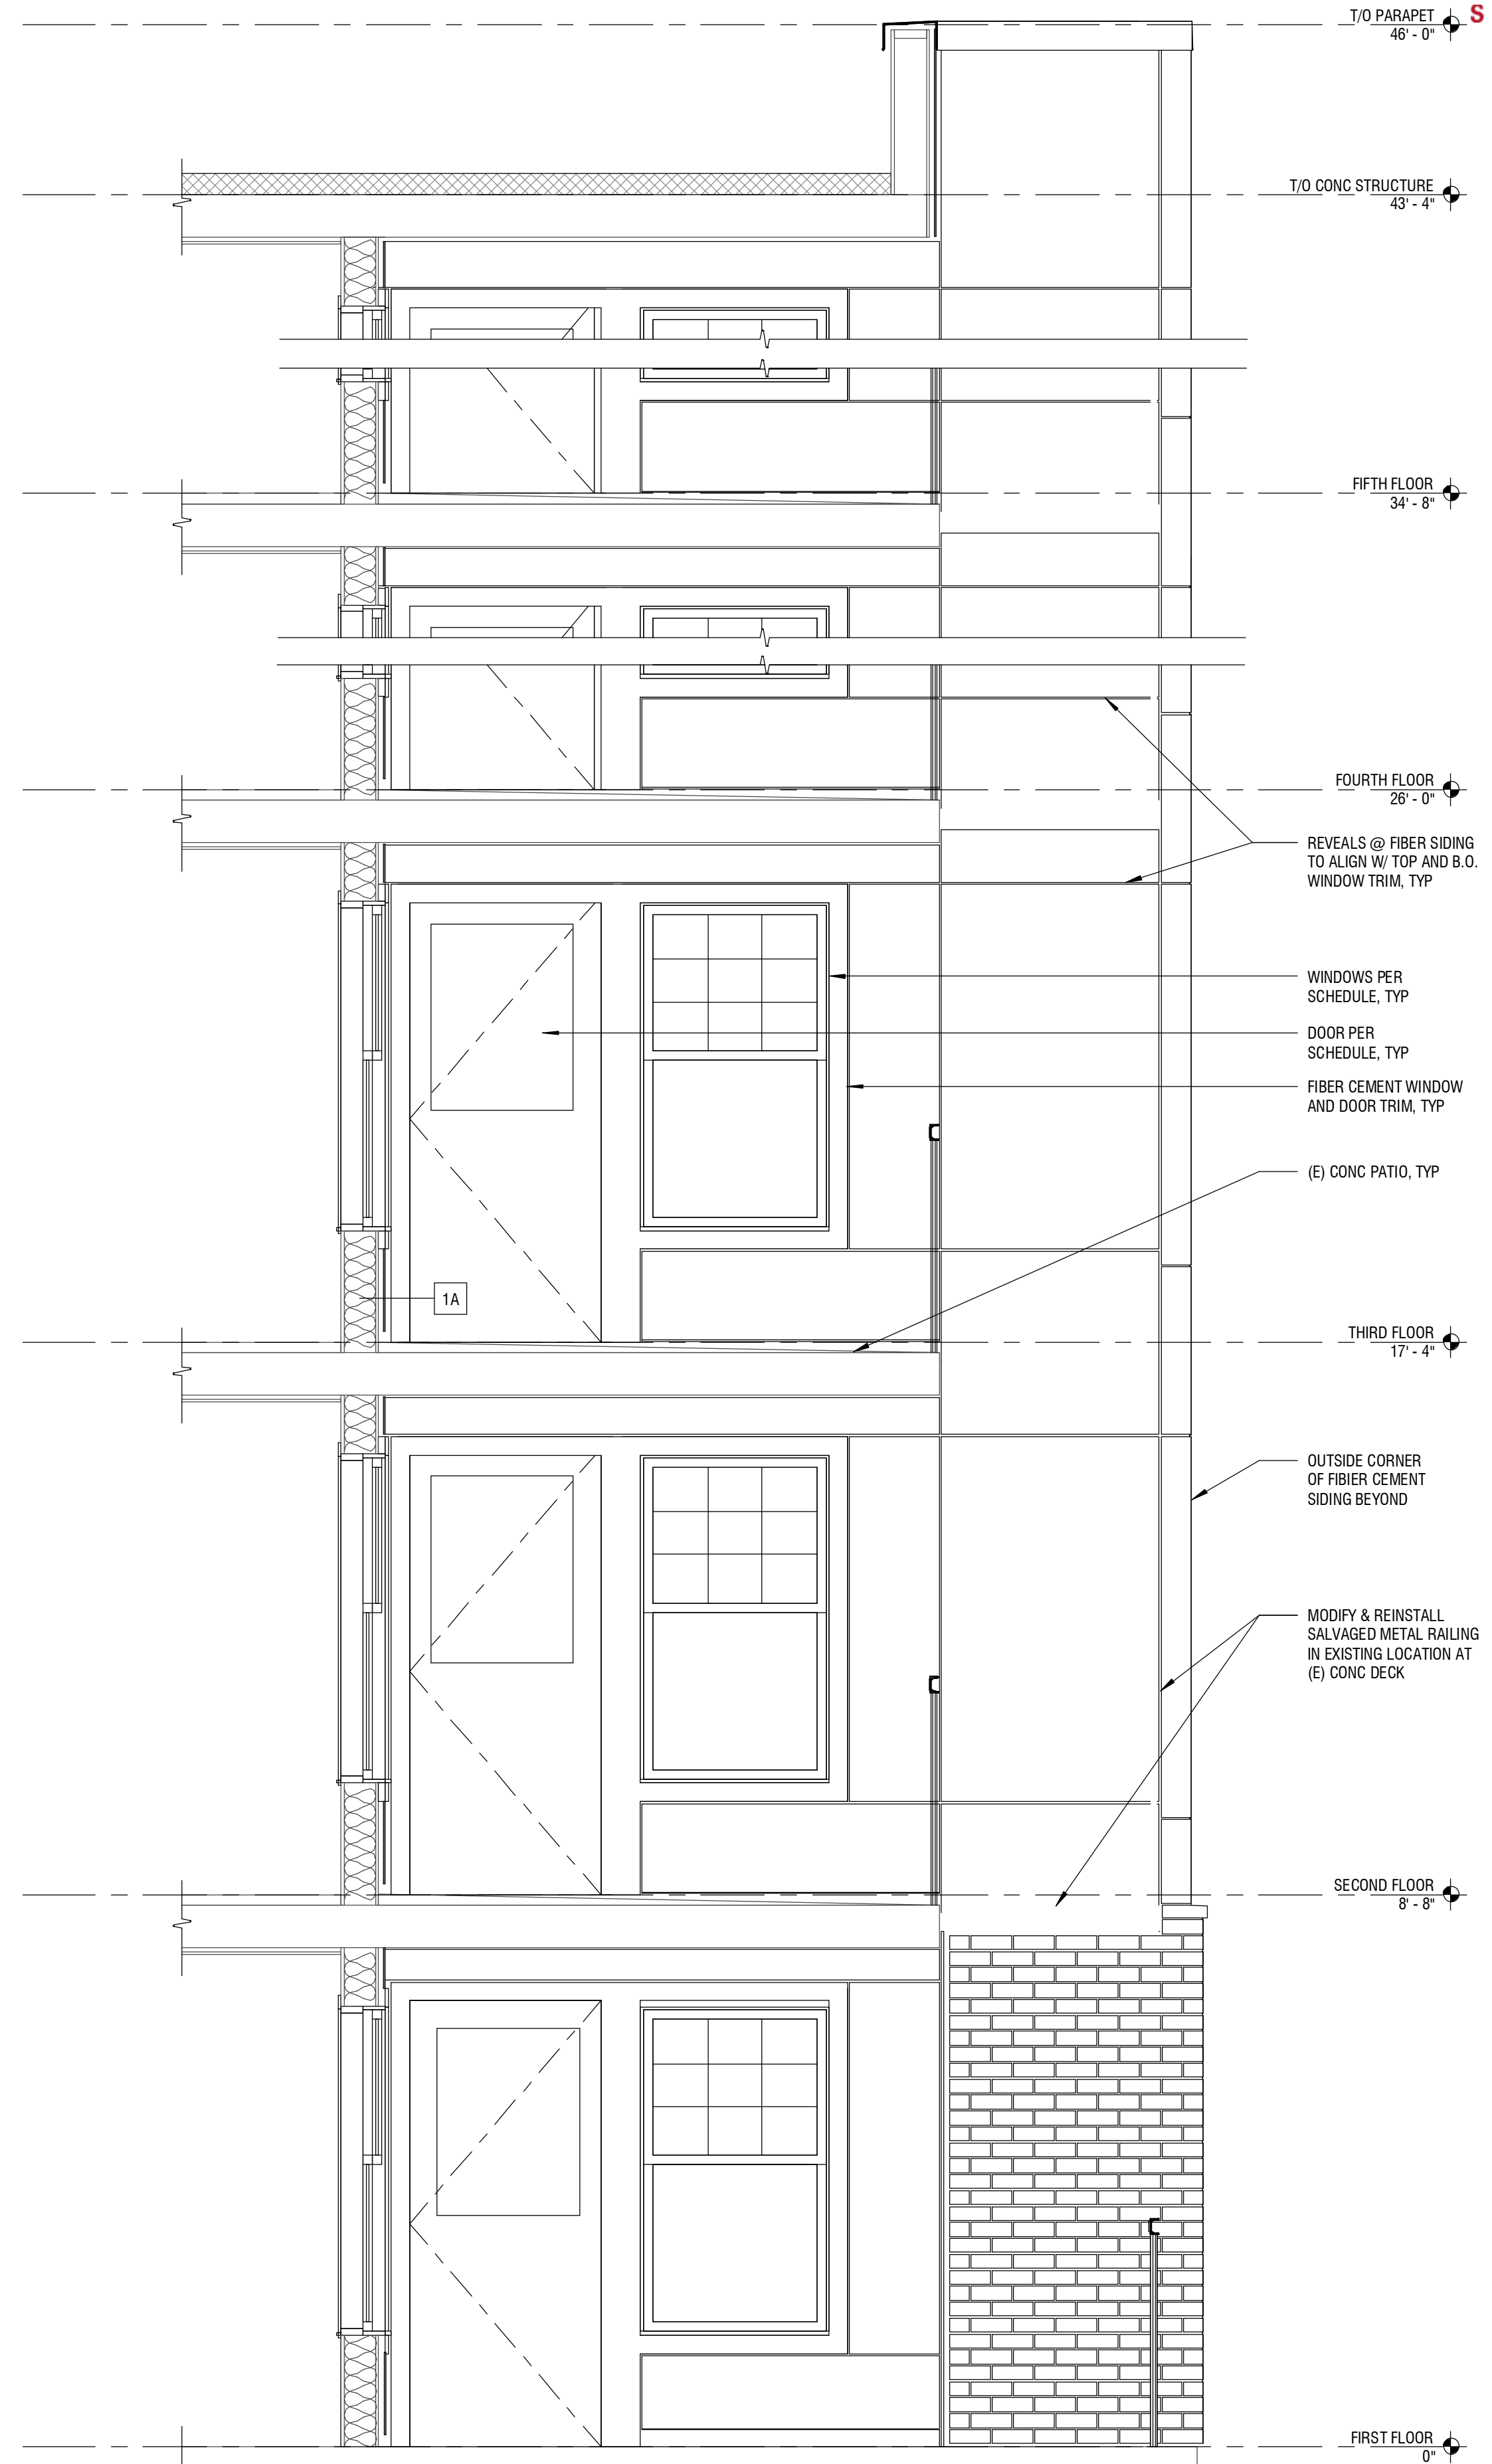 T/O PARAPET
46' - 0"
S
T/O CONC STRUCTURE
43' - 4"
FIFTH FLOOR
34' - 8"
FOURTH FLOOR
26' - 0"
REVEALS @ FIBER SIDING
TO ALIGN W/ TOP AND B.O.
WINDOW TRIM, TYP
WINDOWS PER
SCHEDULE, TYP
DOOR PER
SCHEDULE, TYP
FIBER CEMENT WINDOW
AND DOOR TRIM, TYP
(E) CONC PATIO, TYP
1A
THIRD FLOOR
17' - 4"
OUTSIDE CORNER
OF FIBIER CEMENT
SIDING BEYOND
MODIFY & REINSTALL
SALVAGED METAL RAILING
IN EXISTING LOCATION AT
(E) CONC DECK
SECOND FLOOR
8' - 8"
FIRST FLOOR
0"